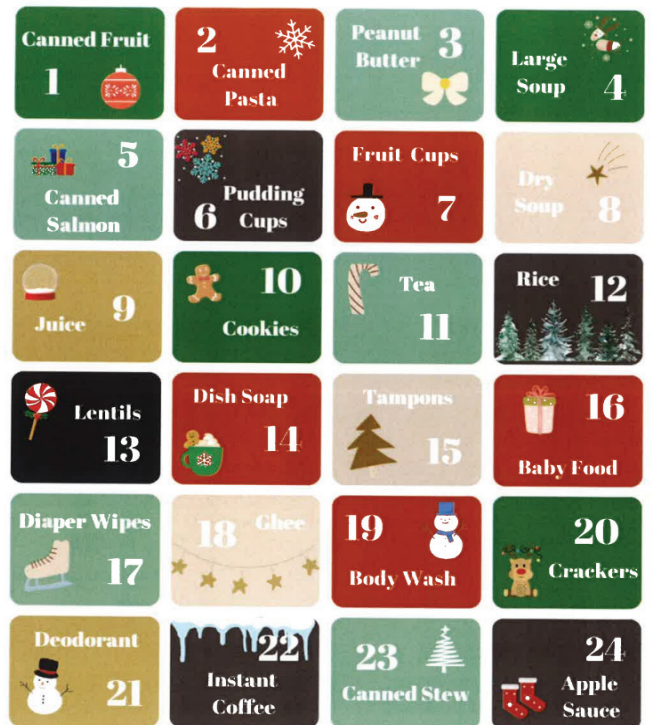 Canned Fruit
1
2
Canned
Pasta
Peanut
Butter
3
Large
Soup
4
5
Canned
Salmon
6
Pudding
Cups
Fruit Cups
7
Dry
Soup
8
Juice
9
10
Cookies
Tea
11
Rice
12
Lentils
13
Dish Soap
14
Tampons
15
16
Baby Food
Diaper Wipes
17
18
Ghee
19
Body Wash
20
Crackers
Deodorant
21
22
Instant
Coffee
23
Canned Stew
24
Apple
Sauce